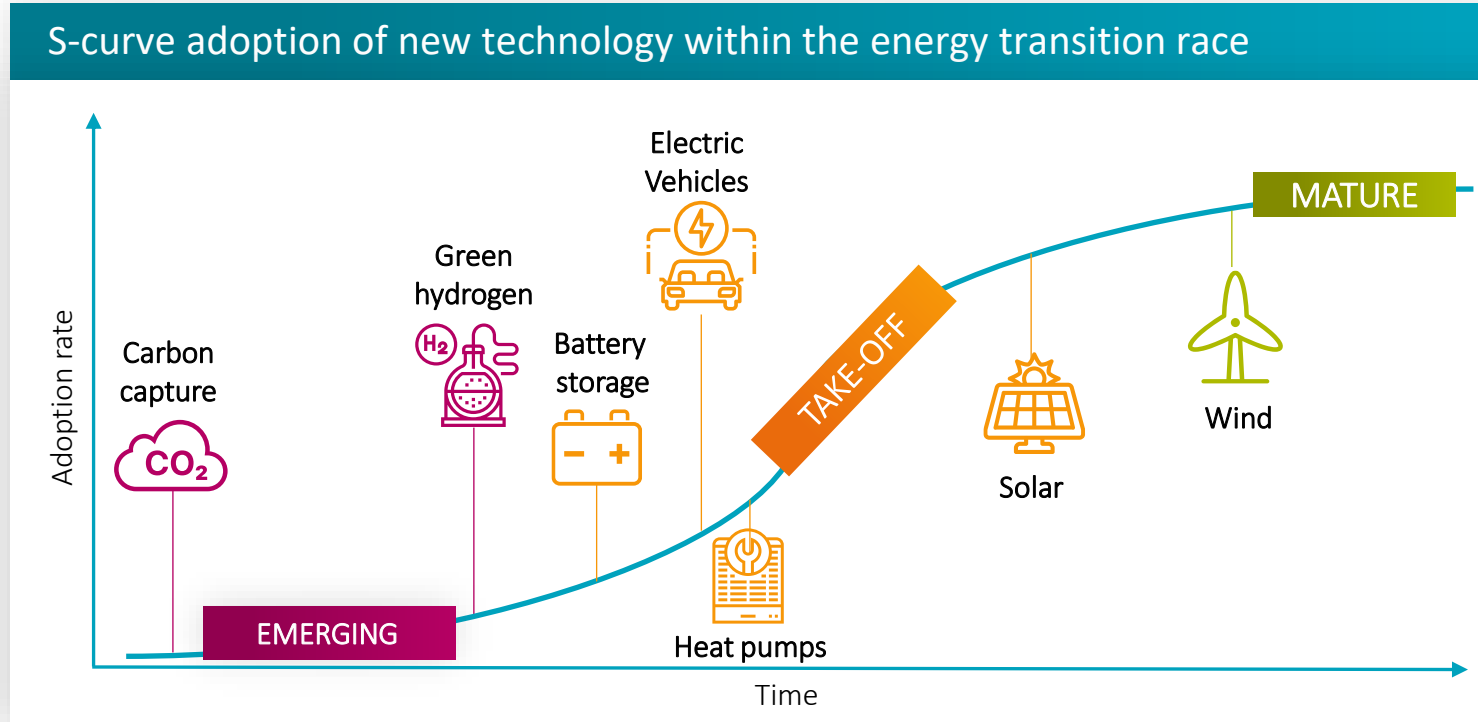 S-curve adoption of new technology within the energy transition race
Adoption rate
Carbon
capture
CO₂
EMERGING
Green
hydrogen
H₂
Battery
storage
Electric
Vehicles
Heat pumps
TAKE-OFF
Solar
Wind
MATURE
Time